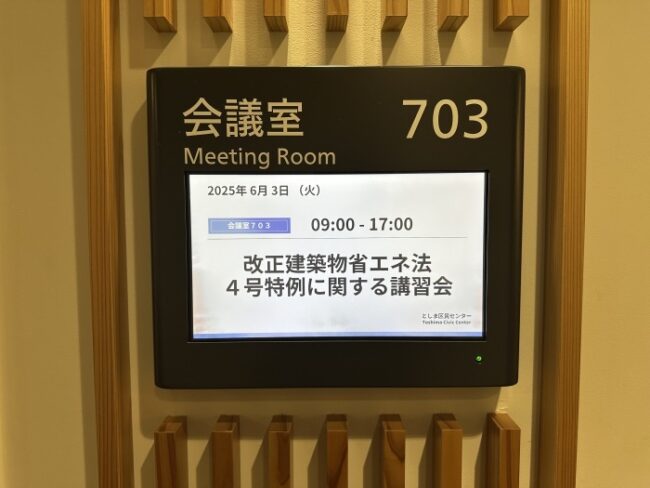 会議室 703
Meeting Room
2025年 6月 3日 （火）
会議室７０３ 09:00 - 17:00
改正建築物省エネ法
４号特例に関する講習会
としま区民センター
Toshima Civic Center